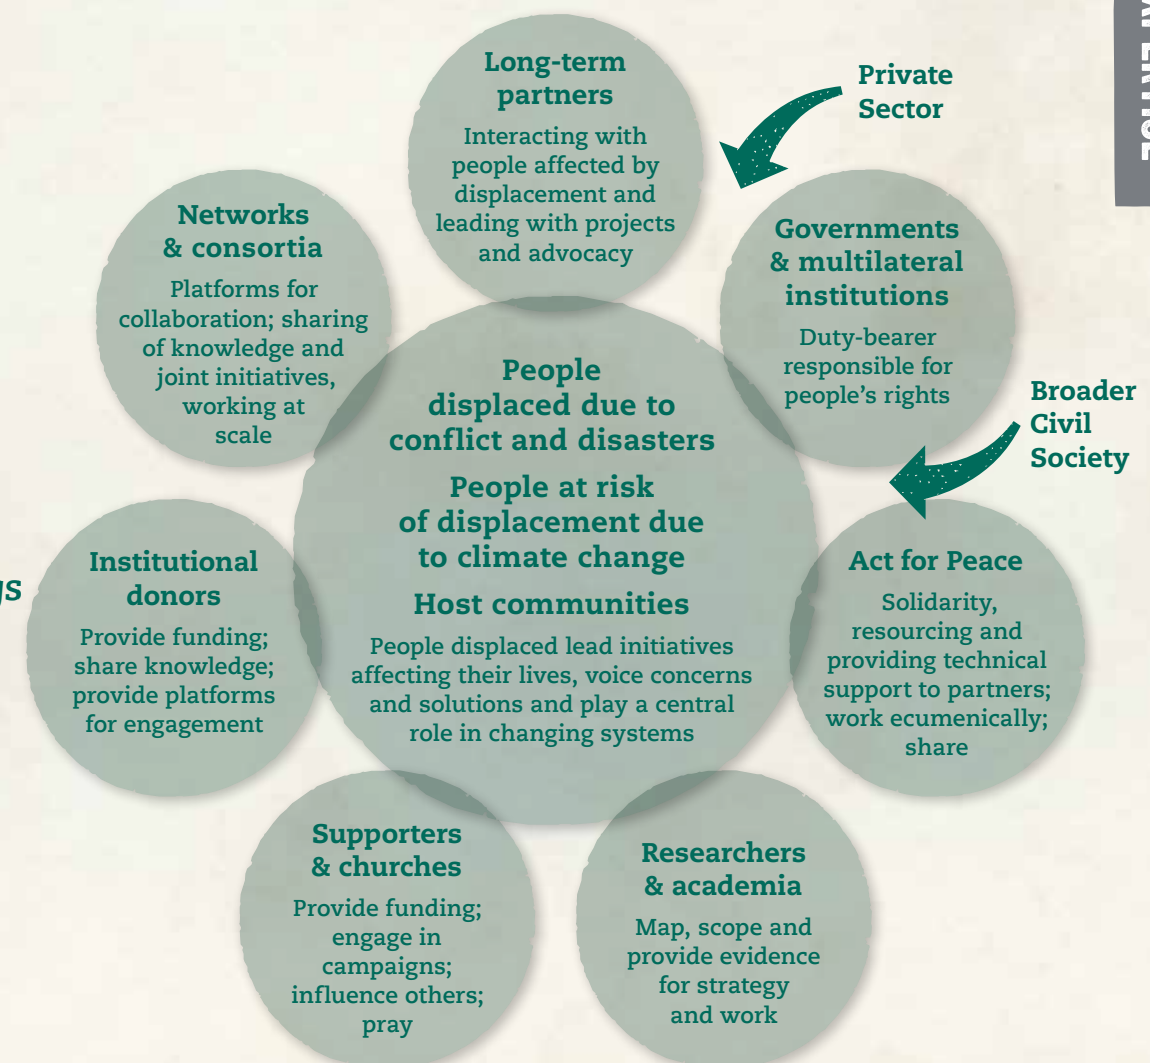 Long-term
partners
Interacting with
people affected by
displacement and
leading with projects
and advocacy
Private
Sector
Networks
& consortia
Platforms for
collaboration; sharing
of knowledge and
joint initiatives,
working at
scale
Governments
& multilateral
institutions
Duty-bearer
responsible for
people's rights
Broader
Civil
Society
People
displaced due to
conflict and disasters
People at risk
of displacement due
to climate change
Host communities
People displaced lead initiatives
affecting their lives, voice concerns
and solutions and play a central
role in changing systems
Institutional
donors
Provide funding;
share knowledge;
provide platforms
for engagement
Act for Peace
Solidarity,
resourcing and
providing technical
support to partners;
work ecumenically;
share
Supporters
& churches
Provide funding;
engage in
campaigns;
influence others;
pray
Researchers
& academia
Map, scope and
provide evidence
for strategy
and work